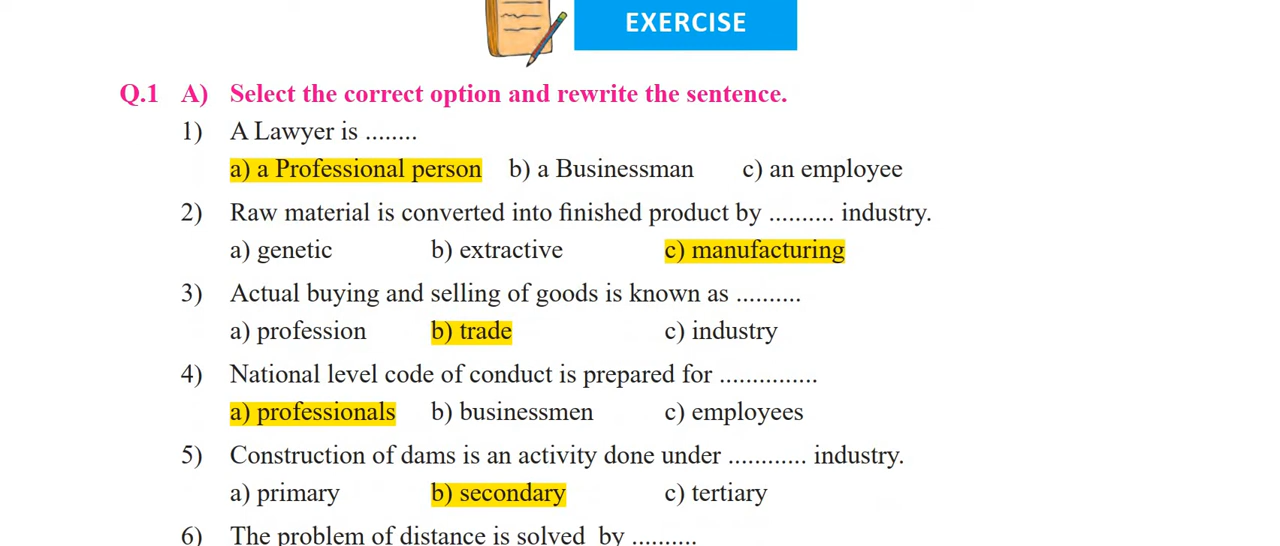 EXERCISE
Q.1 A) Select the correct option and rewrite the sentence.
1) A Lawyer is ........
a) a Professional person b) a Businessman c) an employee
2) Raw material is converted into finished product by .......... industry.
a) genetic b) extractive c) manufacturing
3) Actual buying and selling of goods is known as ..........
a) profession b) trade c) industry
4) National level code of conduct is prepared for ...............
a) professionals b) businessmen c) employees
5) Construction of dams is an activity done under ............ industry.
a) primary b) secondary c) tertiary
6) The problem of distance is solved by ..........